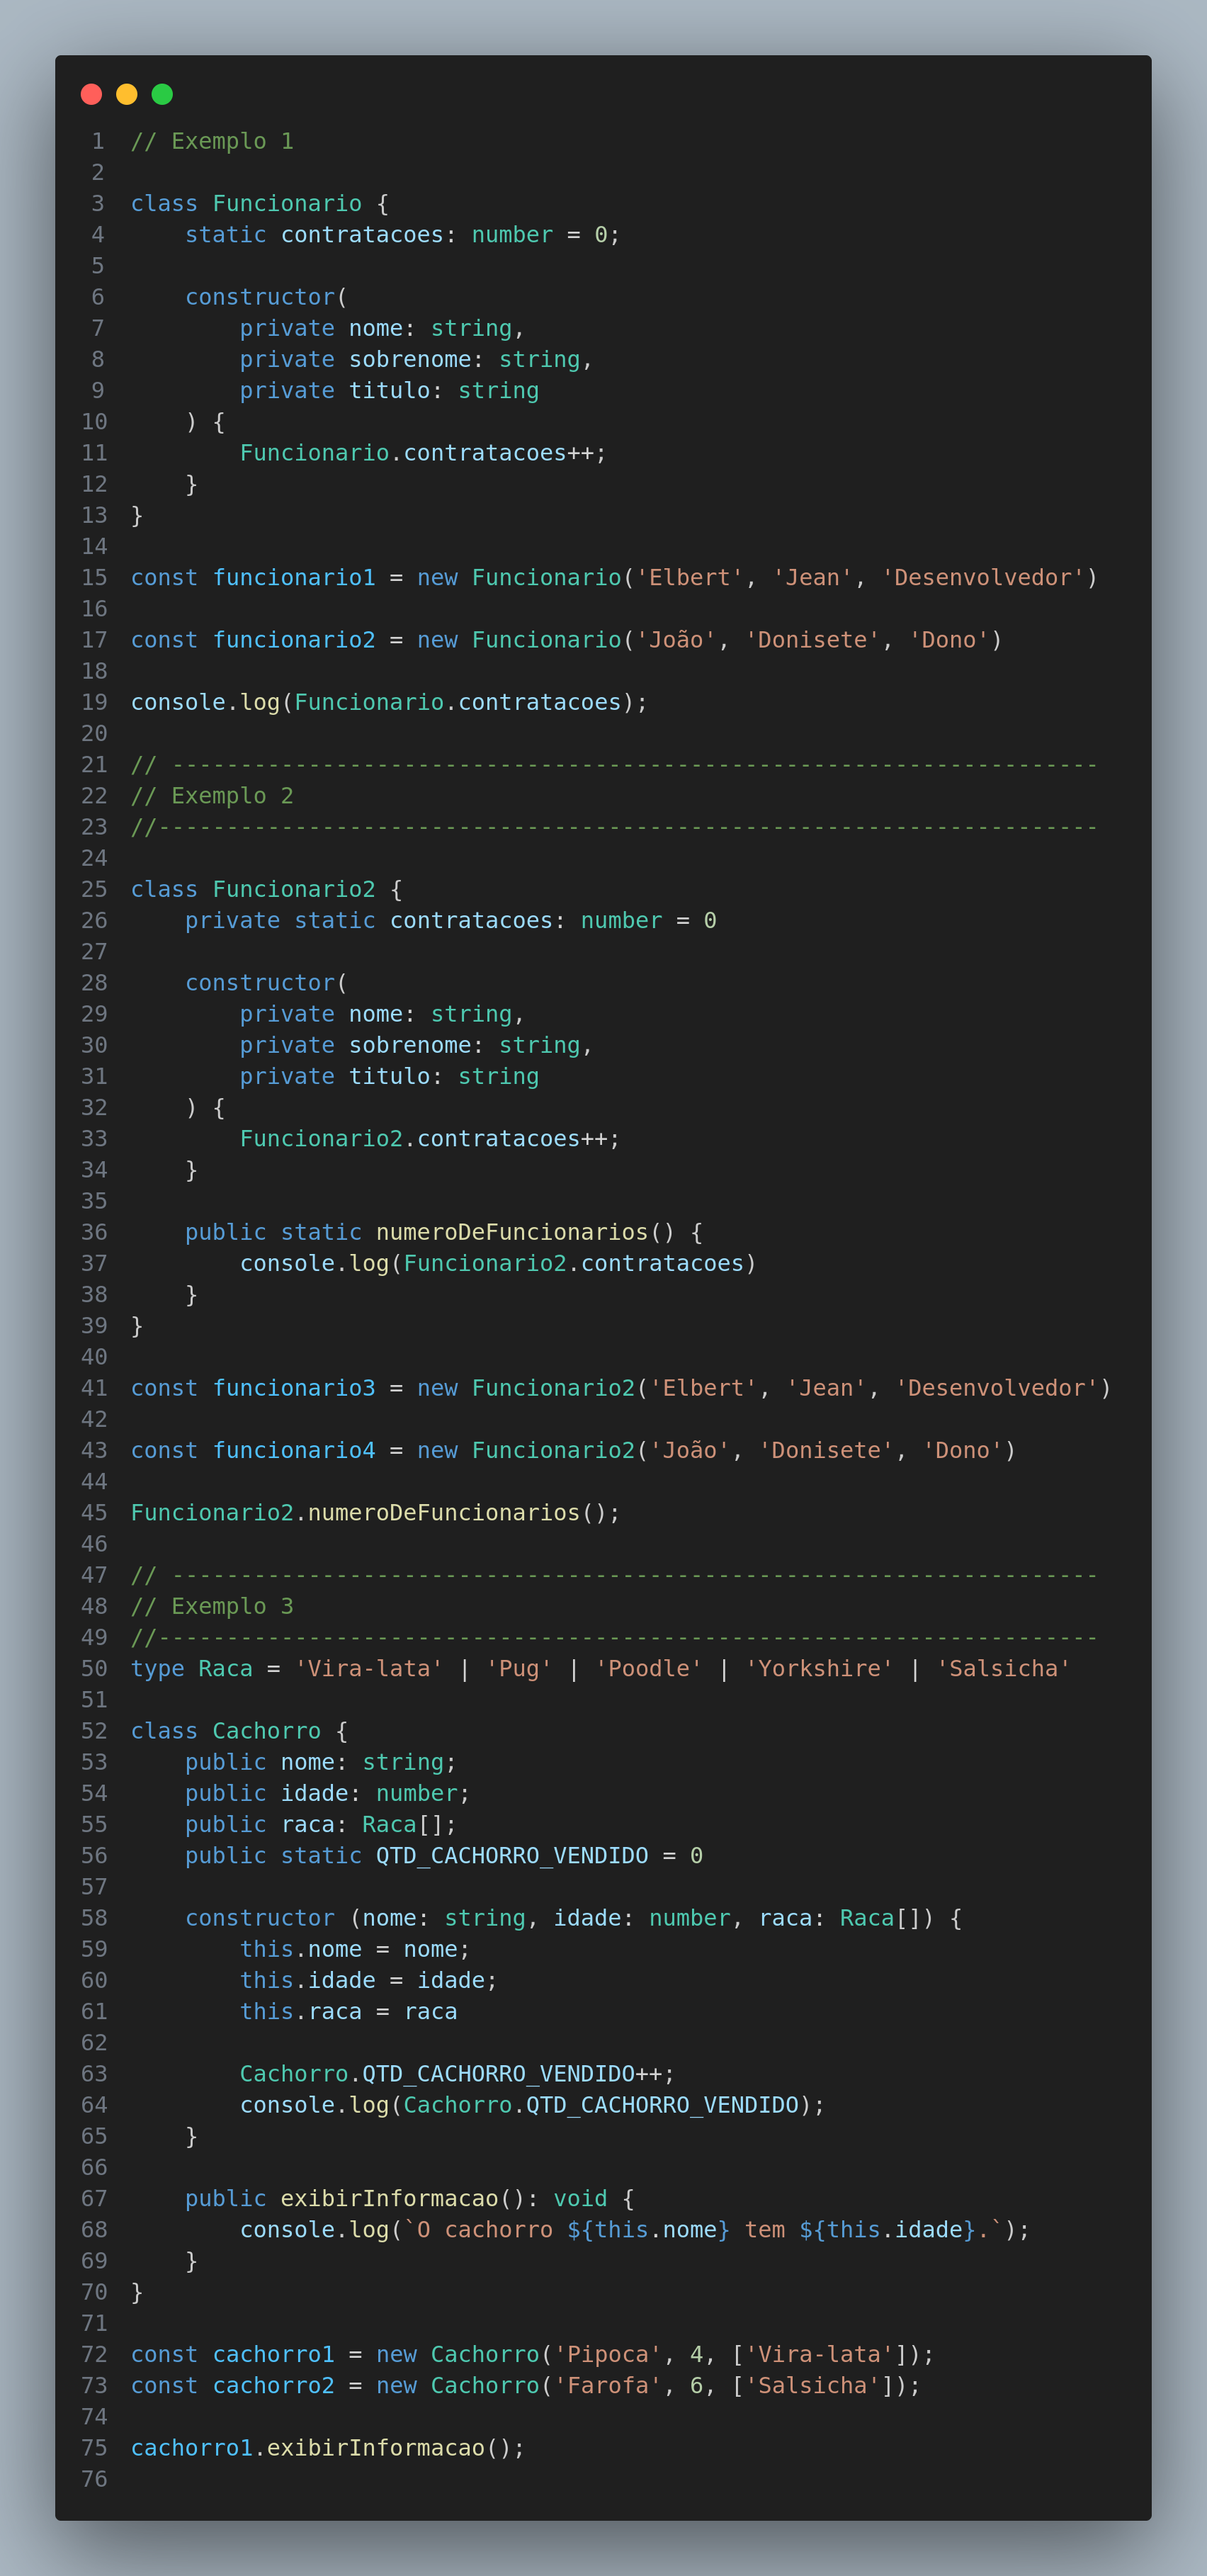 1 // Exemplo 1
2
3 class Funcionario {
4     static contratacoes: number = 0;
5
6     constructor(
7         private nome: string,
8         private sobrenome: string,
9         private titulo: string
10     ) {
11         Funcionario.contratacoes++;
12     }
13 }
14
15 const funcionario1 = new Funcionario('Elbert', 'Jean', 'Desenvolvedor')
16
17 const funcionario2 = new Funcionario('João', 'Donisete', 'Dono')
18
19 console.log(Funcionario.contratacoes);
20
21 // --------------------------------------------------------------------
22 // Exemplo 2
23 //---------------------------------------------------------------------
24
25 class Funcionario2 {
26     private static contratacoes: number = 0
27
28     constructor(
29         private nome: string,
30         private sobrenome: string,
31         private titulo: string
32     ) {
33         Funcionario2.contratacoes++;
34     }
35
36     public static numeroDeFuncionarios() {
37         console.log(Funcionario2.contratacoes)
38     }
39 }
40
41 const funcionario3 = new Funcionario2('Elbert', 'Jean', 'Desenvolvedor')
42
43 const funcionario4 = new Funcionario2('João', 'Donisete', 'Dono')
44
45 Funcionario2.numeroDeFuncionarios();
46
47 // --------------------------------------------------------------------
48 // Exemplo 3
49 //---------------------------------------------------------------------
50 type Raca = 'Vira-lata' | 'Pug' | 'Poodle' | 'Yorkshire' | 'Salsicha'
51
52 class Cachorro {
53     public nome: string;
54     public idade: number;
55     public raca: Raca[];
56     public static QTD_CACHORRO_VENDIDO = 0
57
58     constructor (nome: string, idade: number, raca: Raca[]) {
59         this.nome = nome;
60         this.idade = idade;
61         this.raca = raca
62
63         Cachorro.QTD_CACHORRO_VENDIDO++;
64         console.log(Cachorro.QTD_CACHORRO_VENDIDO);
65     }
66
67     public exibirInformacao(): void {
68         console.log(`O cachorro ${this.nome} tem ${this.idade}.`);
69     }
70 }
71
72 const cachorro1 = new Cachorro('Pipoca', 4, ['Vira-lata']);
73 const cachorro2 = new Cachorro('Farofa', 6, ['Salsicha']);
74
75 cachorro1.exibirInformacao();
76